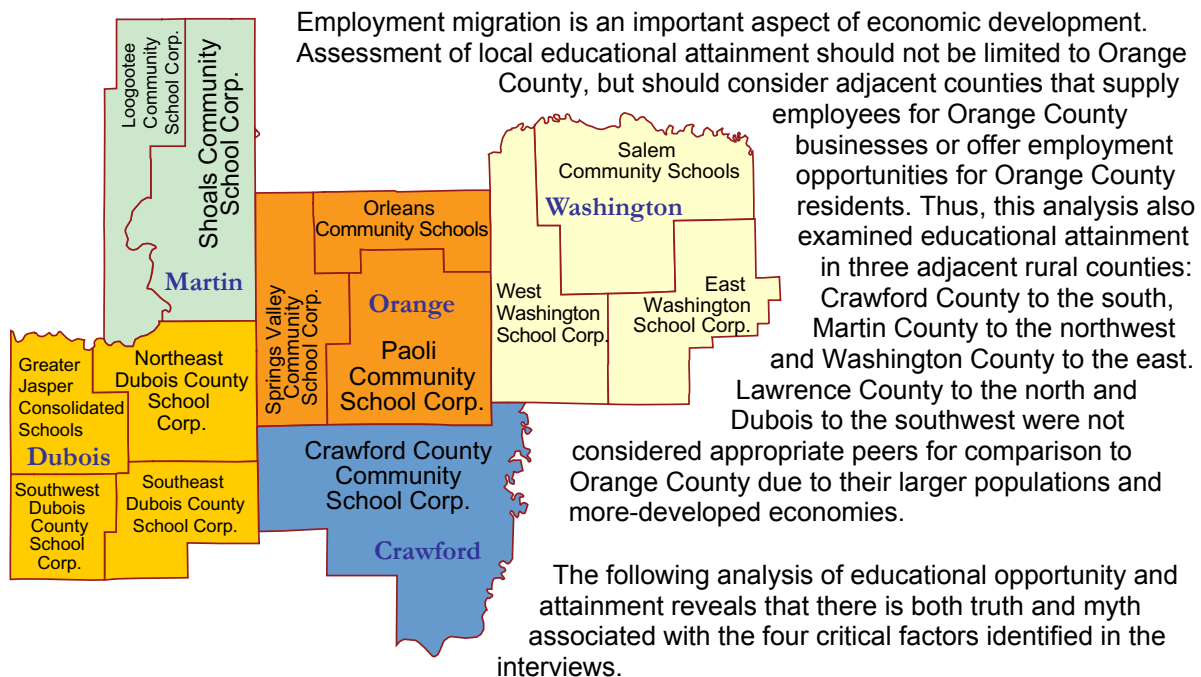 Employment migration is an important aspect of economic development.
Assessment of local educational attainment should not be limited to Orange
County, but should consider adjacent counties that supply
employees for Orange County
businesses or offer employment
opportunities for Orange County
residents. Thus, this analysis also
examined educational attainment
in three adjacent rural counties:
Crawford County to the south,
Martin County to the northwest
and Washington County to the east.
Lawrence County to the north and
Dubois to the southwest were not
considered appropriate peers for comparison to
Orange County due to their larger populations and
more-developed economies.
The following analysis of educational opportunity and
attainment reveals that there is both truth and myth
associated with the four critical factors identified in the
interviews.
Loogootee
Community
School Corp.
Shoals Community
School Corp.
Martin
Orleans
Community Schools
Springs Valley
Community
School Corp.
Orange
Paoli
Community
School Corp.
Salem
Community Schools
Washington
West
Washington
School Corp.
East
Washington
School Corp.
Greater
Jasper
Consolidated
Schools
Dubois
Northeast
Dubois County
School
Corp.
Southwest
Dubois
County
School
Corp.
Southeast
Dubois County
School Corp.
Crawford County
Community
School Corp.
Crawford